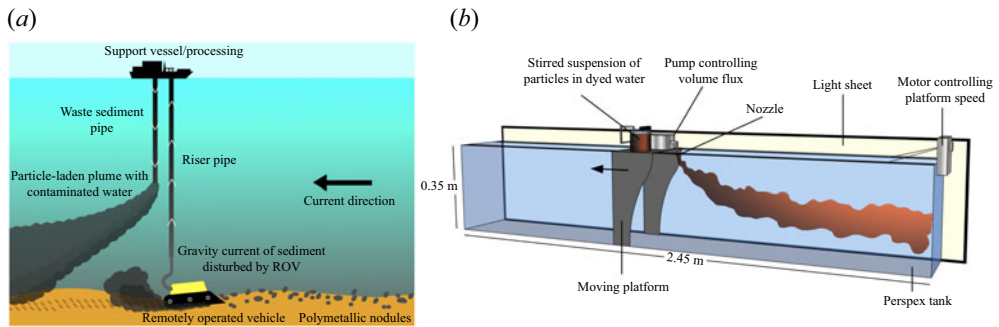 (a)
Support vessel/processing
Waste sediment
pipe
Riser pipe
Particle-laden plume with
contaminated water
Current direction
Gravity current of sediment
disturbed by ROV
Remotely operated vehicle
Polymetallic nodules
(b)
Stirred suspension of
particles in dyed water
Pump controlling
volume flux
Nozzle
Light sheet
Motor controlling
platform speed
0.35 m
2.45 m
Moving platform
Perspex tank